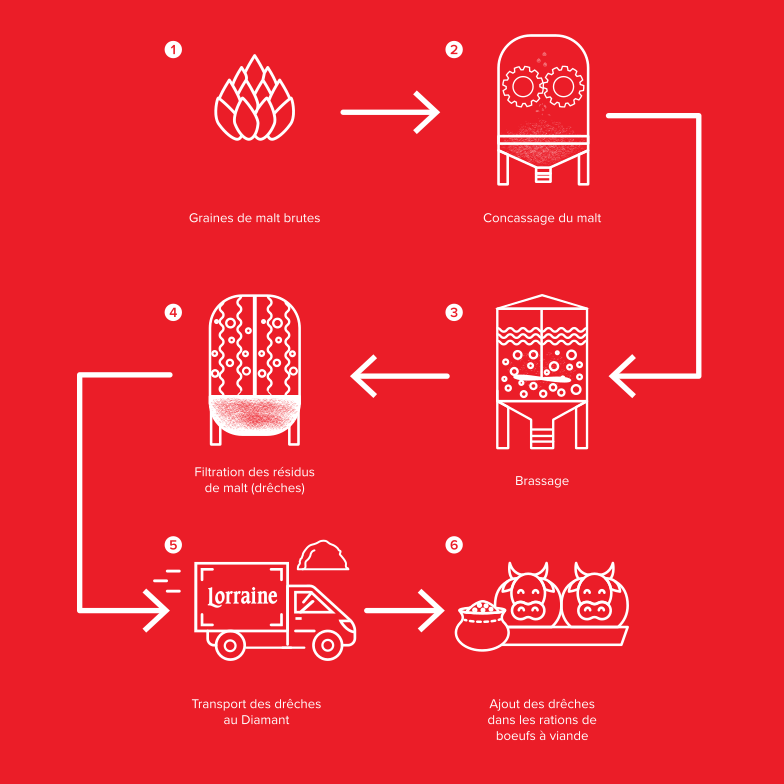 1
Graines de malt brutes
2
Concassage du malt
3
Brassage
4
Filtration des résidus
de malt (drêches)
5
Lorraine
Transport des drêches
au Diamant
6
Ajout des drêches
dans les rations de
boeufs à viande